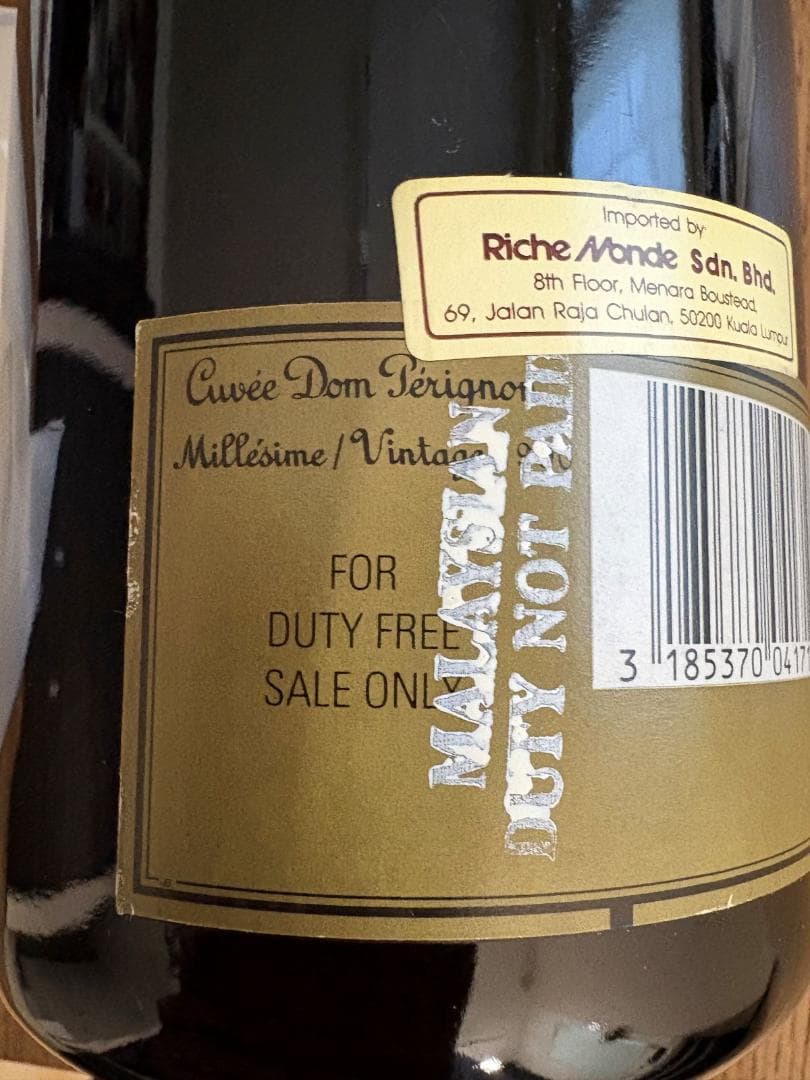 Imported by
Riche Monde Sdn. Bhd.
8th Floor, Menara Boustead,
69, Jalan Raja Chulan, 50200 Kuala Lumpur
Cuvée Dom Pérignon
Millésime / Vintage
FOR
DUTY FREE
SALE ONLY
MALAYSIAN
DUTY NOT PAID
3 185370 0417